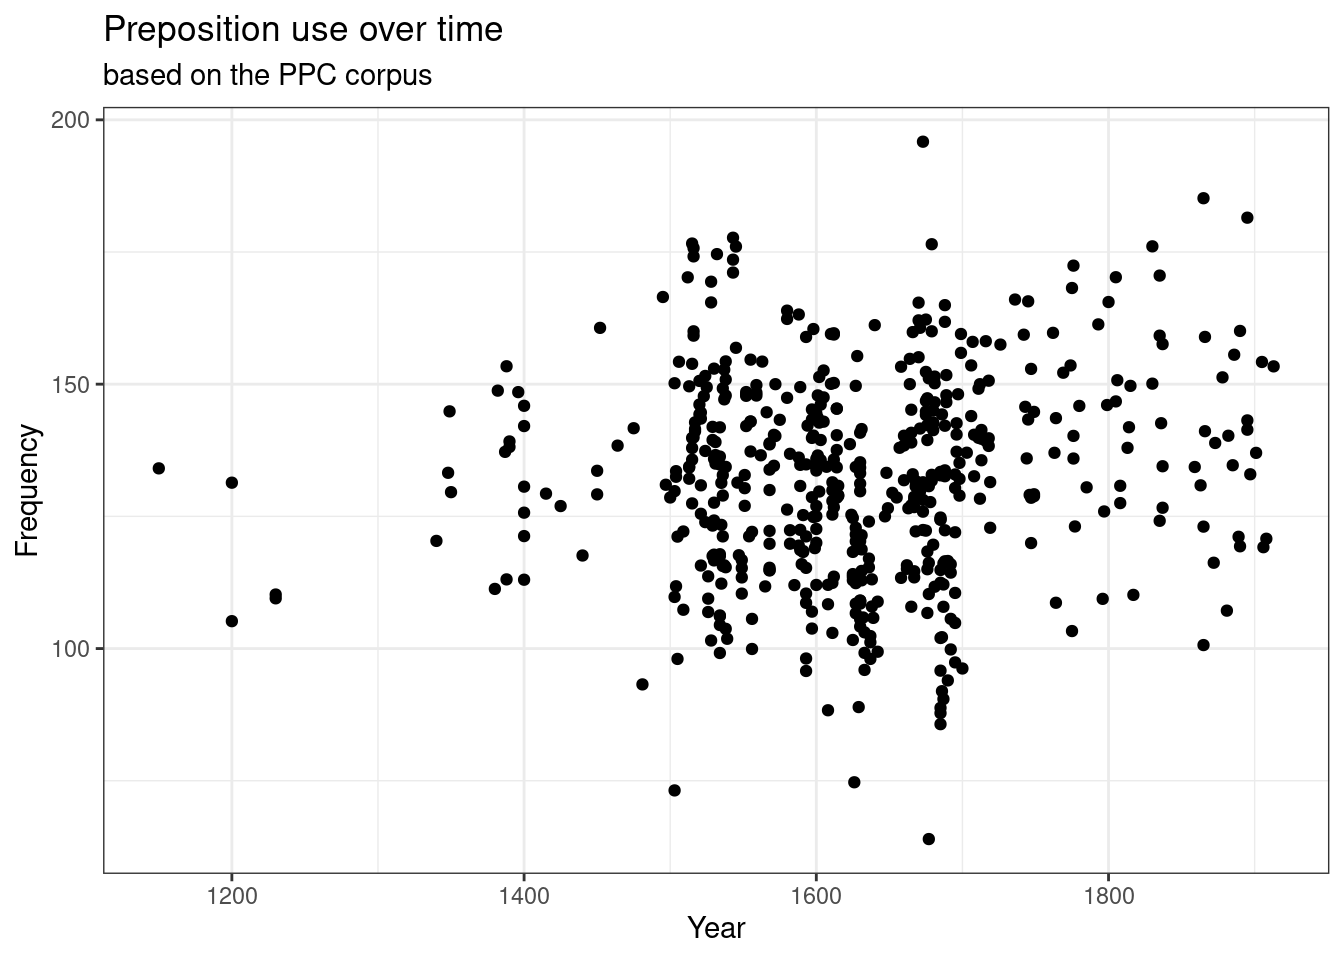 Preposition use over time
based on the PPC corpus
200
150
100
Frequency
1200 1400 1600 1800
Year